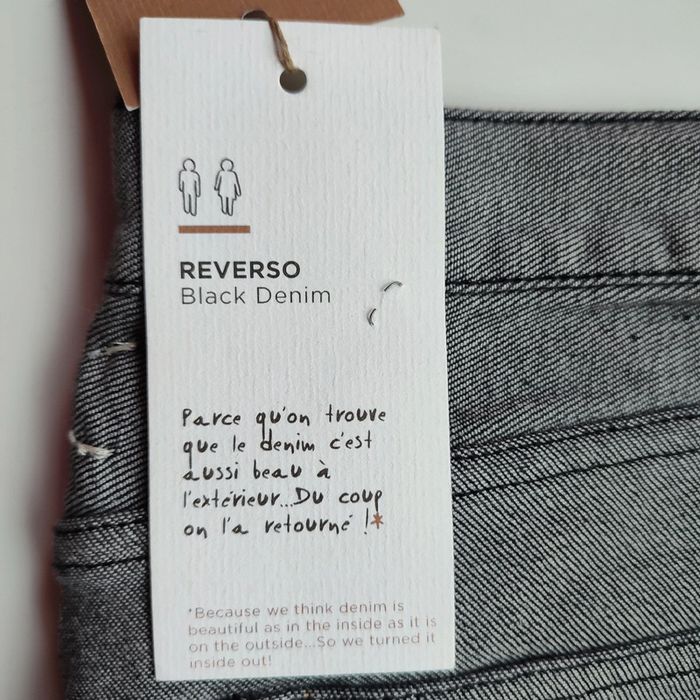 REVERSO
Black Denim
Parce qu'on trouve
que le denim c'est
aussi beau à
l'extérieur...Du coup
on l'a retourné !*
*Because we think denim is
beautiful as in the inside as it is
on the outside...So we turned it
inside out!